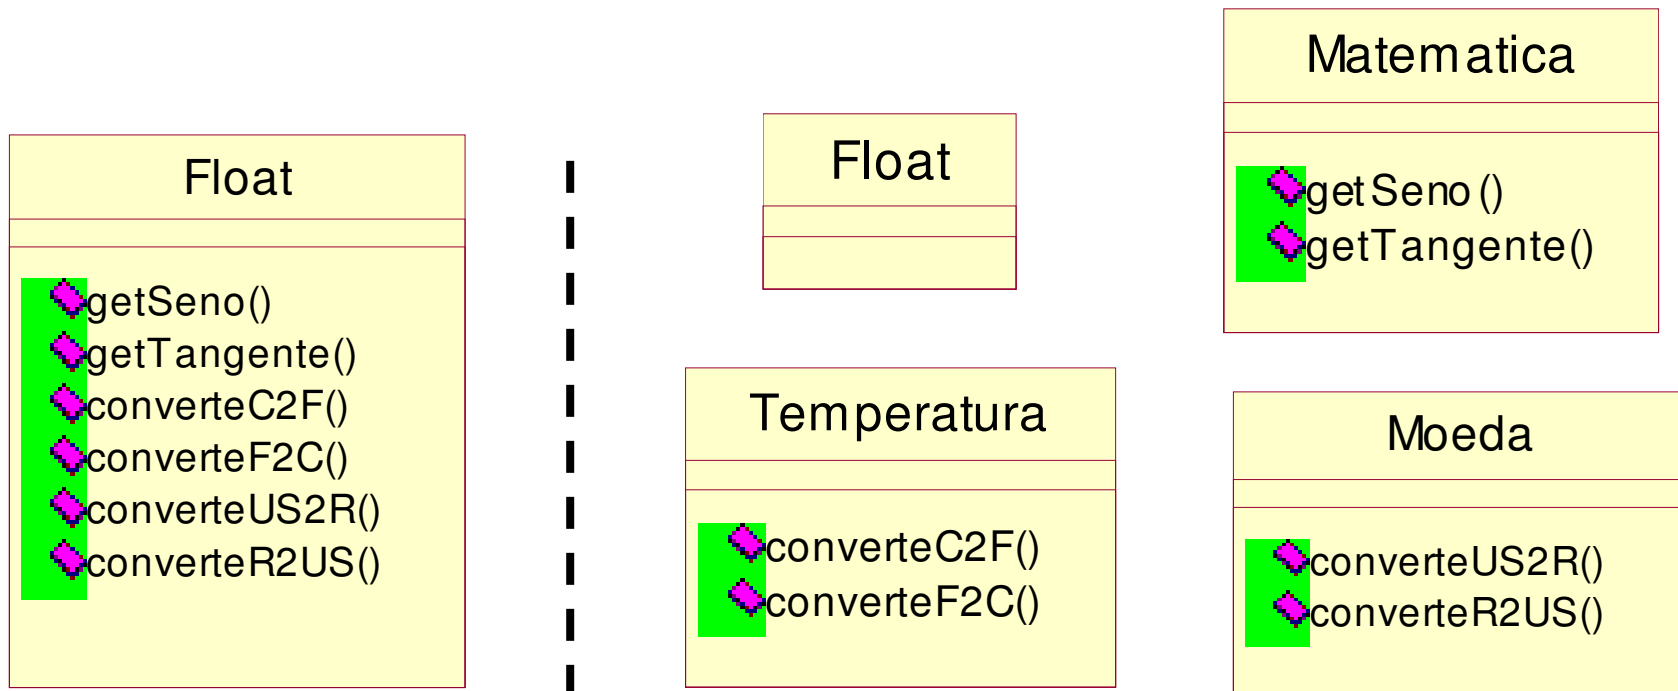 Float
getSeno()
getTangente()
converteC2F()
converteF2C()
converteUS2R()
converteR2US()
Float
Matematica
getSeno()
getTangente()
Temperatura
converteC2F()
converteF2C()
Moeda
converteUS2R()
converteR2US()